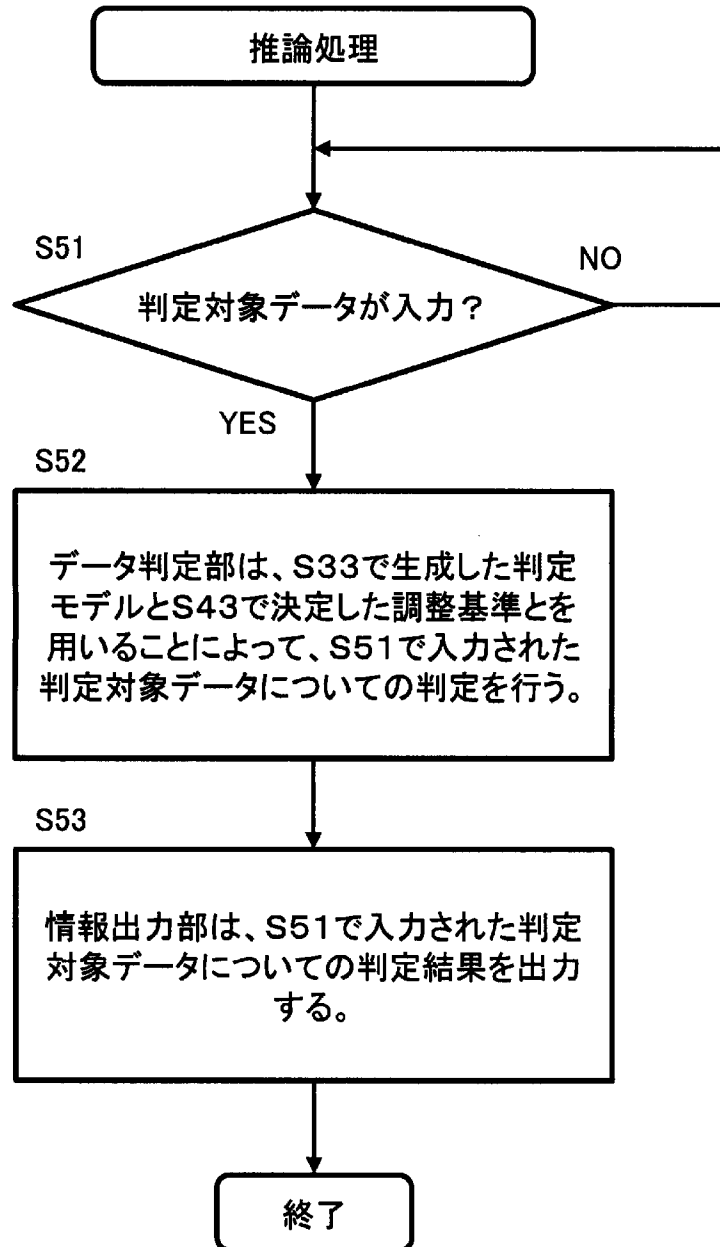 推論処理
S51
判定対象データが入力？
NO
YES
S52
データ判定部は、S33で生成した判定
モデルとS43で決定した調整基準とを
用いることによって、S51で入力された
判定対象データについての判定を行う。
S53
情報出力部は、S51で入力された判定
対象データについての判定結果を出力
する。
終了